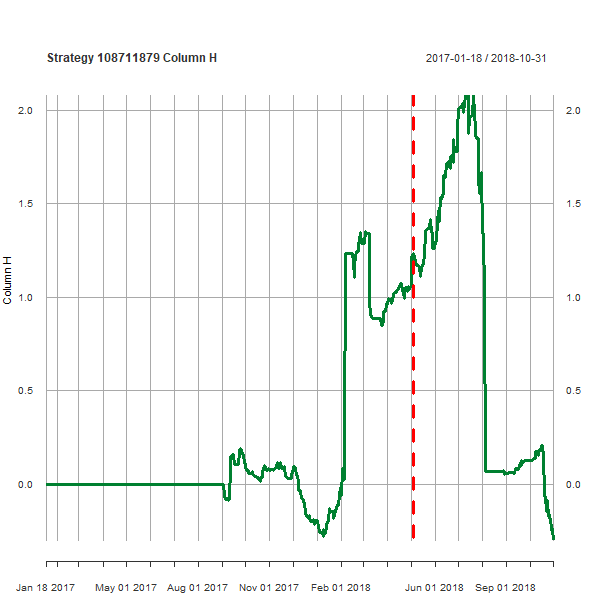 Strategy 108711879 Column H
2017-01-18 / 2018-10-31
2.0
2.0
1.5
1.5
1.0
1.0
0.5
0.5
0.0
0.0
Column H
Jan 18 2017
May 01 2017
Aug 01 2017
Nov 01 2017
Feb 01 2018
Jun 01 2018
Sep 01 2018